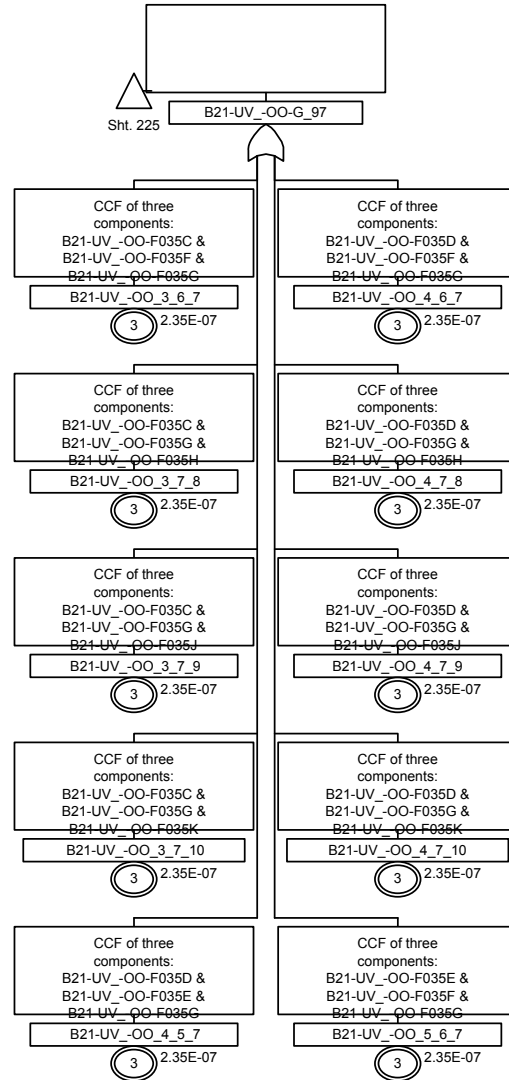 Sht. 225
B21-UV_-OO-G_97
CCF of three
components:
B21-UV_-OO-F035C &
B21-UV_-OO-F035F &
B21-UV_-OO-F035G
B21-UV_-OO_3_6_7
3
2.35E-07
CCF of three
components:
B21-UV_-OO-F035D &
B21-UV_-OO-F035F &
B21-UV_-OO-F035G
B21-UV_-OO_4_6_7
3
2.35E-07
CCF of three
components:
B21-UV_-OO-F035C &
B21-UV_-OO-F035G &
B21-UV_-OO-F035H
B21-UV_-OO_3_7_8
3
2.35E-07
CCF of three
components:
B21-UV_-OO-F035D &
B21-UV_-OO-F035G &
B21-UV_-OO-F035H
B21-UV_-OO_4_7_8
3
2.35E-07
CCF of three
components:
B21-UV_-OO-F035C &
B21-UV_-OO-F035G &
B21-UV_-OO-F035J
B21-UV_-OO_3_7_9
3
2.35E-07
CCF of three
components:
B21-UV_-OO-F035D &
B21-UV_-OO-F035G &
B21-UV_-OO-F035J
B21-UV_-OO_4_7_9
3
2.35E-07
CCF of three
components:
B21-UV_-OO-F035C &
B21-UV_-OO-F035G &
B21-UV_-OO-F035K
B21-UV_-OO_3_7_10
3
2.35E-07
CCF of three
components:
B21-UV_-OO-F035D &
B21-UV_-OO-F035G &
B21-UV_-OO-F035K
B21-UV_-OO_4_7_10
3
2.35E-07
CCF of three
components:
B21-UV_-OO-F035D &
B21-UV_-OO-F035E &
B21-UV_-OO-F035G
B21-UV_-OO_4_5_7
3
2.35E-07
CCF of three
components:
B21-UV_-OO-F035E &
B21-UV_-OO-F035F &
B21-UV_-OO-F035G
B21-UV_-OO_5_6_7
3
2.35E-07